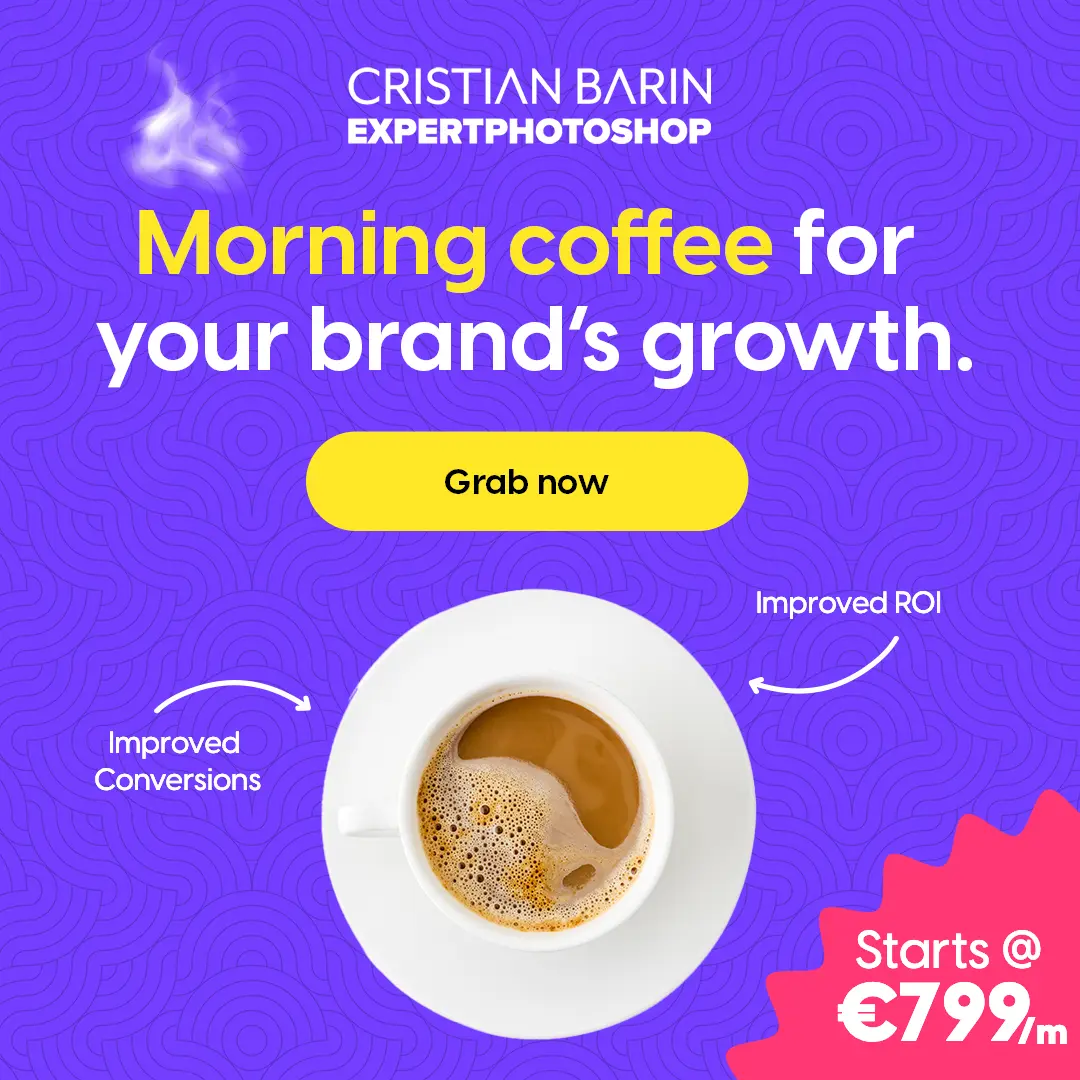 CRISTIAN BARIN
EXPERTPHOTOSHOP
Morning coffee for
your brand‘s growth.
Grab now
Improved ROI
Improved
Conversions
Starts @
€799/m